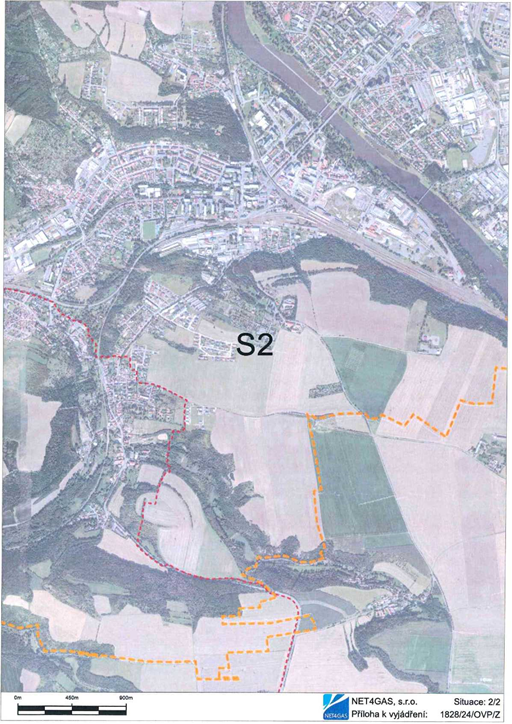 S2
0m 450m 900m
NET4GAS
NET4GAS, s.r.o. Situace: 2/2
Příloha k vyjádření: 1828/24/OVP/Z